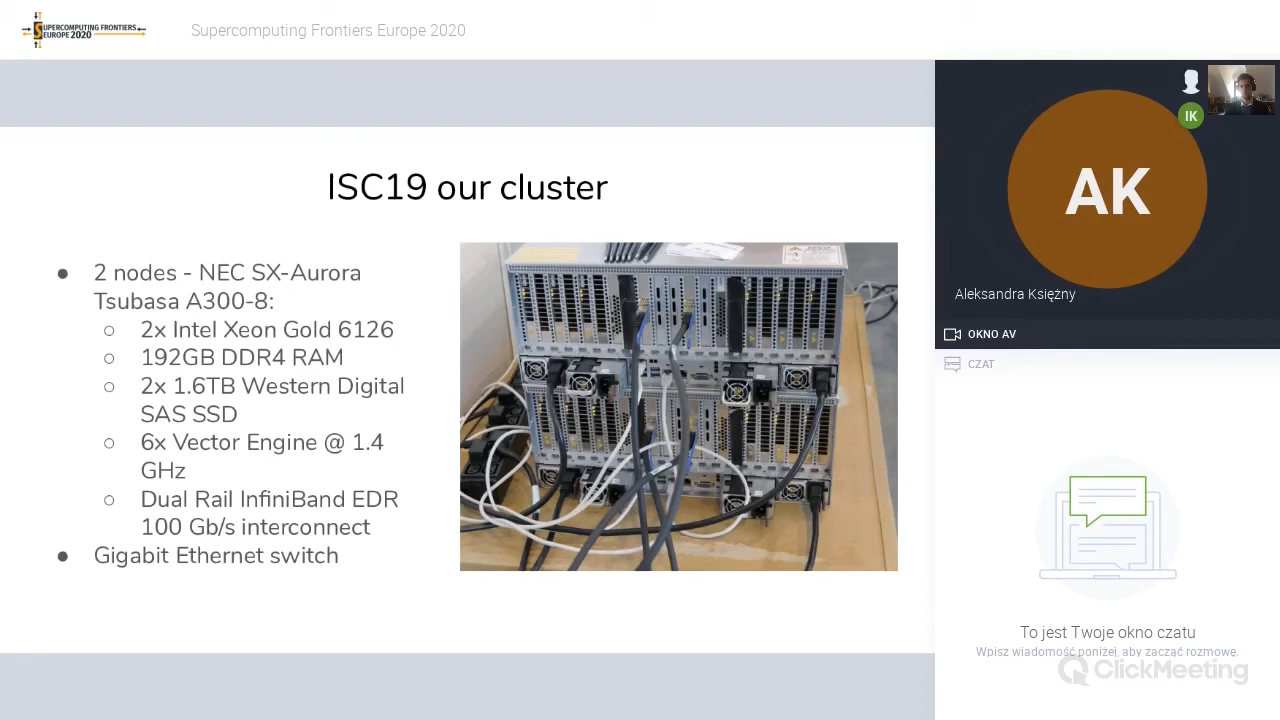 SUPERCOMPUTING FRONTIERS
EUROPE 2020
Supercomputing Frontiers Europe 2020
ISC19 our cluster
● 2 nodes - NEC SX-Aurora
Tsubasa A300-8:
○ 2x Intel Xeon Gold 6126
○ 192GB DDR4 RAM
○ 2x 1.6TB Western Digital
SAS SSD
○ 6x Vector Engine @ 1.4
GHz
○ Dual Rail InfiniBand EDR
100 Gb/s interconnect
● Gigabit Ethernet switch
IK
AK
Aleksandra Księżny
OKNO AV
CZAT
To jest Twoje okno czatu
Wpisz wiadomość poniżej, aby zacząć rozmowę.
ClickMeeting